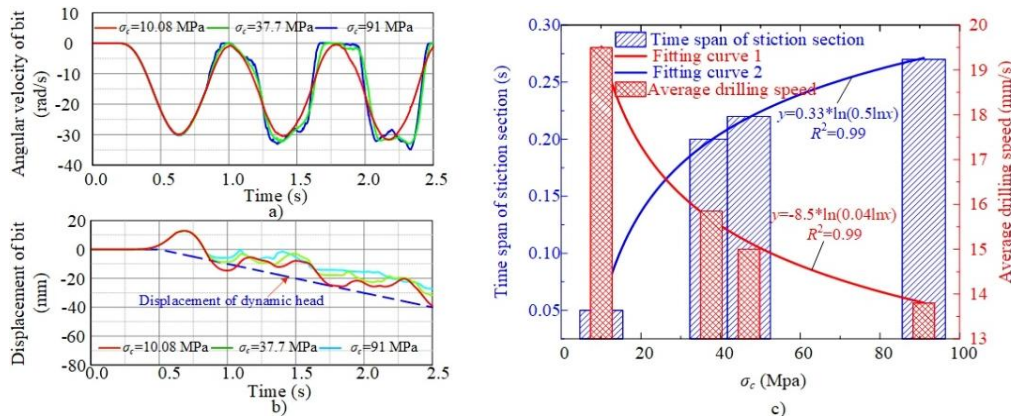 a)
σc=10.08 MPa σc=37.7 MPa σc=91 MPa
Angular velocity of bit
(rad/s)
10
0
-10
-20
-30
-40
0.0 0.5 1.0 1.5 2.0 2.5
Time (s)
a)
Displacement of bit
(mm)
20
0
-20
-40
-60
-80
Displacement of dynamic head
σc=10.08 MPa σc=37.7 MPa σc=91 MPa
0.0 0.5 1.0 1.5 2.0 2.5
Time (s)
b)
Time span of stiction section (s)
0.30
0.25
0.20
0.15
0.10
0.05
Time span of stiction section
Fitting curve 1
Fitting curve 2
Average drilling speed
y=0.33*ln(0.5lnx)
R²=0.99
y=-8.5*ln(0.04lnx)
R²=0.99
20
19
18
17
16
15
14
13
Average drilling speed (mm/s)
0 20 40 60 80 100
σc (Mpa)
c)